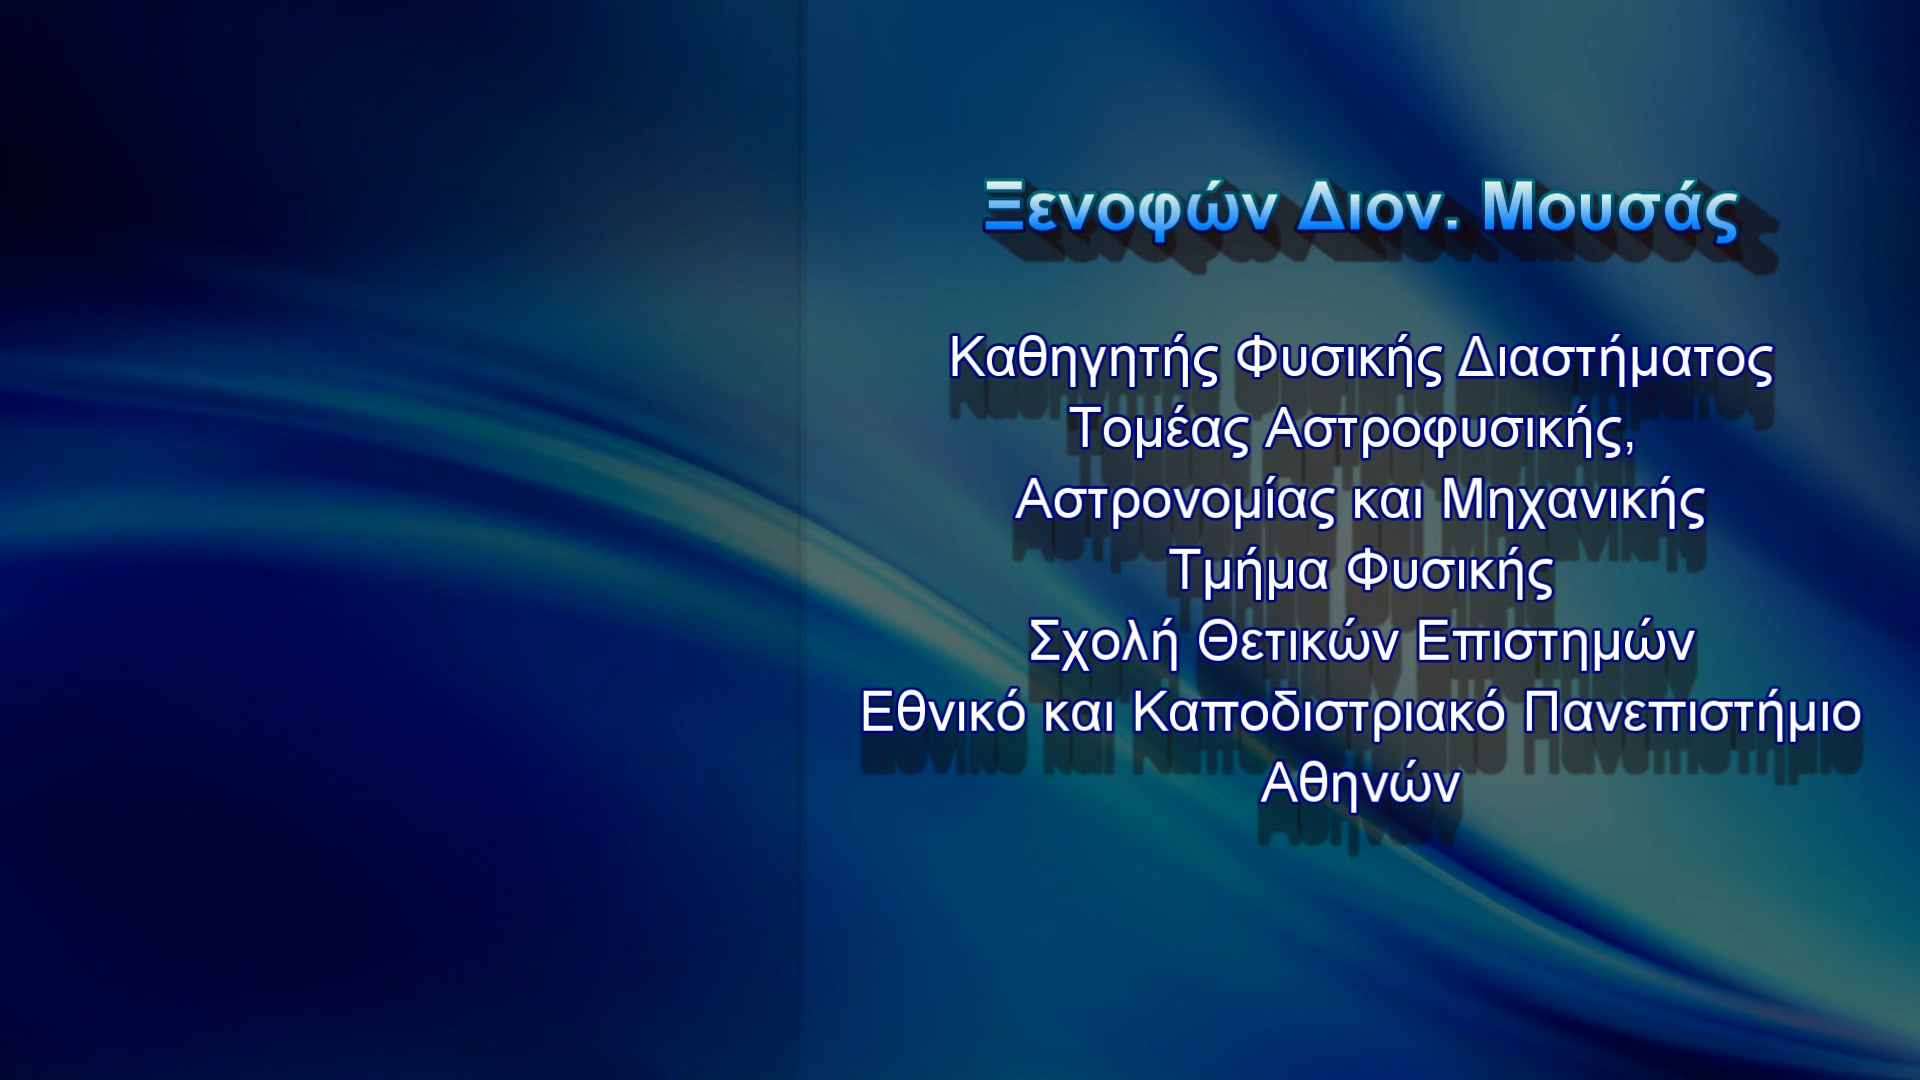 Ξενοφών Διον. Μουσάς
Καθηγητής Φυσικής Διαστήματος
Τομέας Αστροφυσικής,
Αστρονομίας και Μηχανικής
Τμήμα Φυσικής
Σχολή Θετικών Επιστημών
Εθνικό και Καποδιστριακό Πανεπιστήμιο
Αθηνών